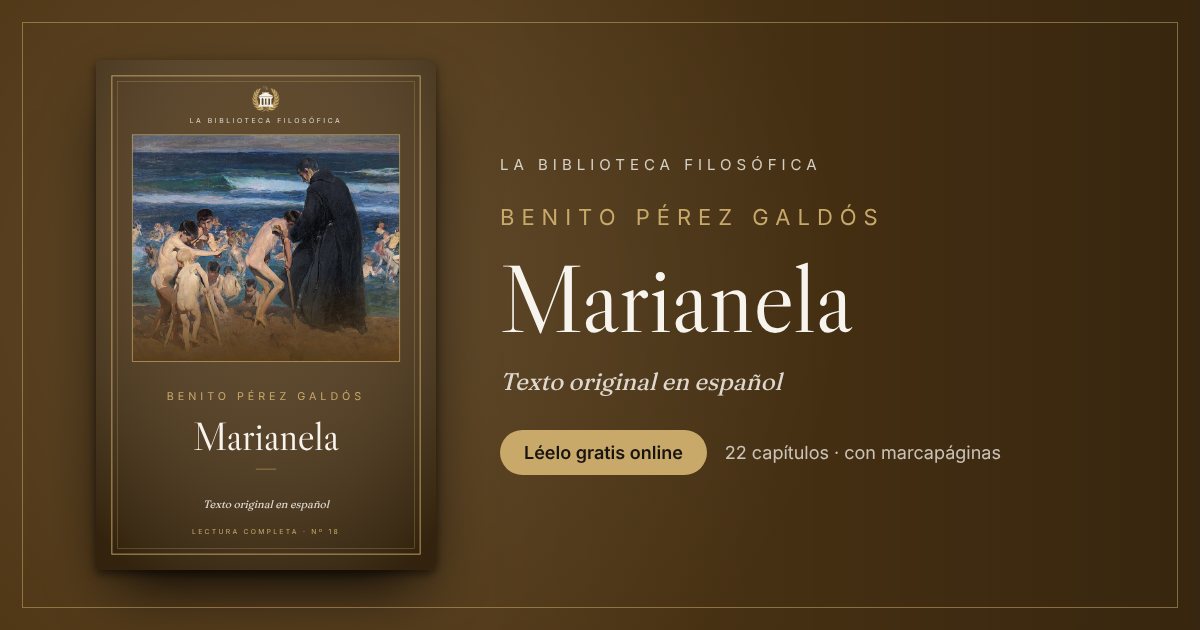 LA BIBLIOTECA FILOSÓFICA
BENITO PÉREZ GALDÓS
Marianela
Texto original en español
LECTURA COMPLETA · Nº 18
LA BIBLIOTECA FILOSÓFICA
BENITO PÉREZ GALDÓS
Marianela
Texto original en español
Léelo gratis online
22 capítulos · con marcapáginas